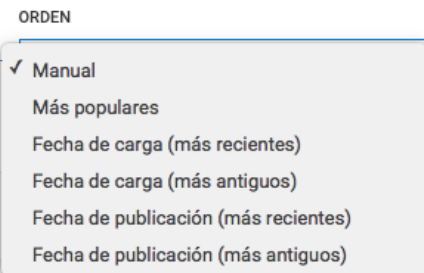 ORDEN
✓ Manual
Más populares
Fecha de carga (más recientes)
Fecha de carga (más antiguos)
Fecha de publicación (más recientes)
Fecha de publicación (más antiguos)